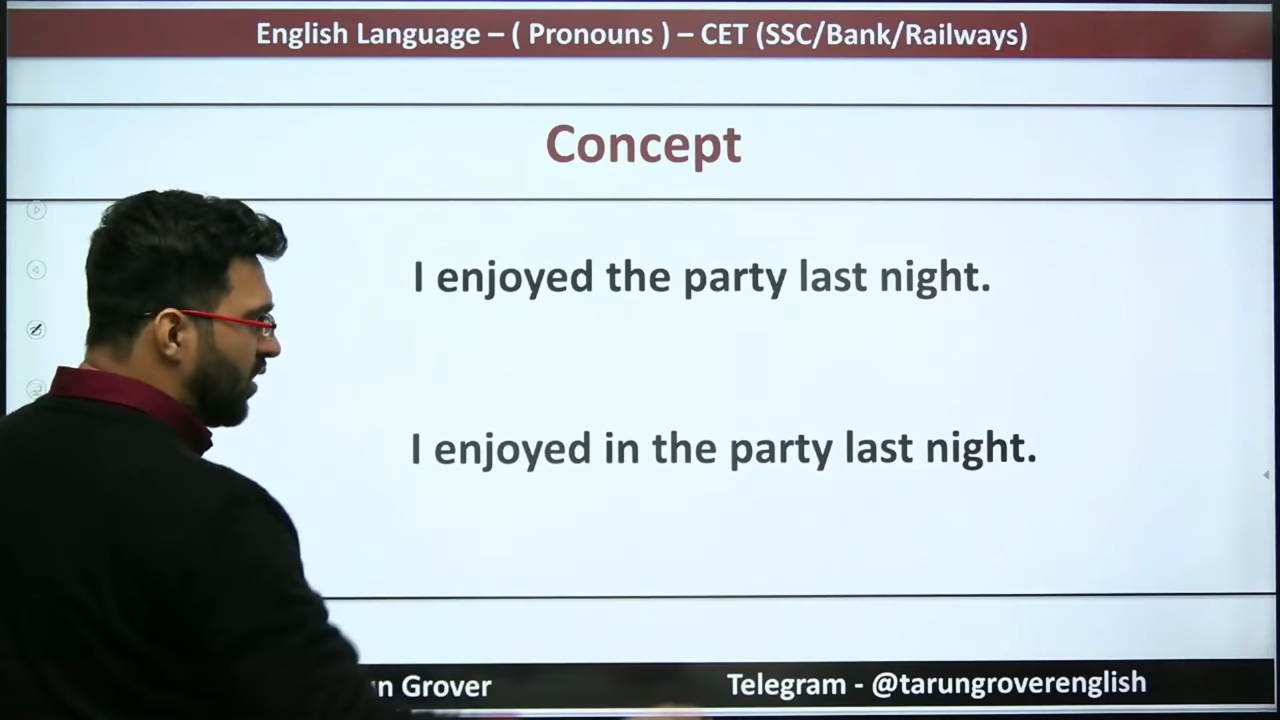 English Language – ( Pronouns ) – CET (SSC/Bank/Railways)
Concept
I enjoyed the party last night.
I enjoyed in the party last night.
Grover
Telegram - @tarungroverenglish